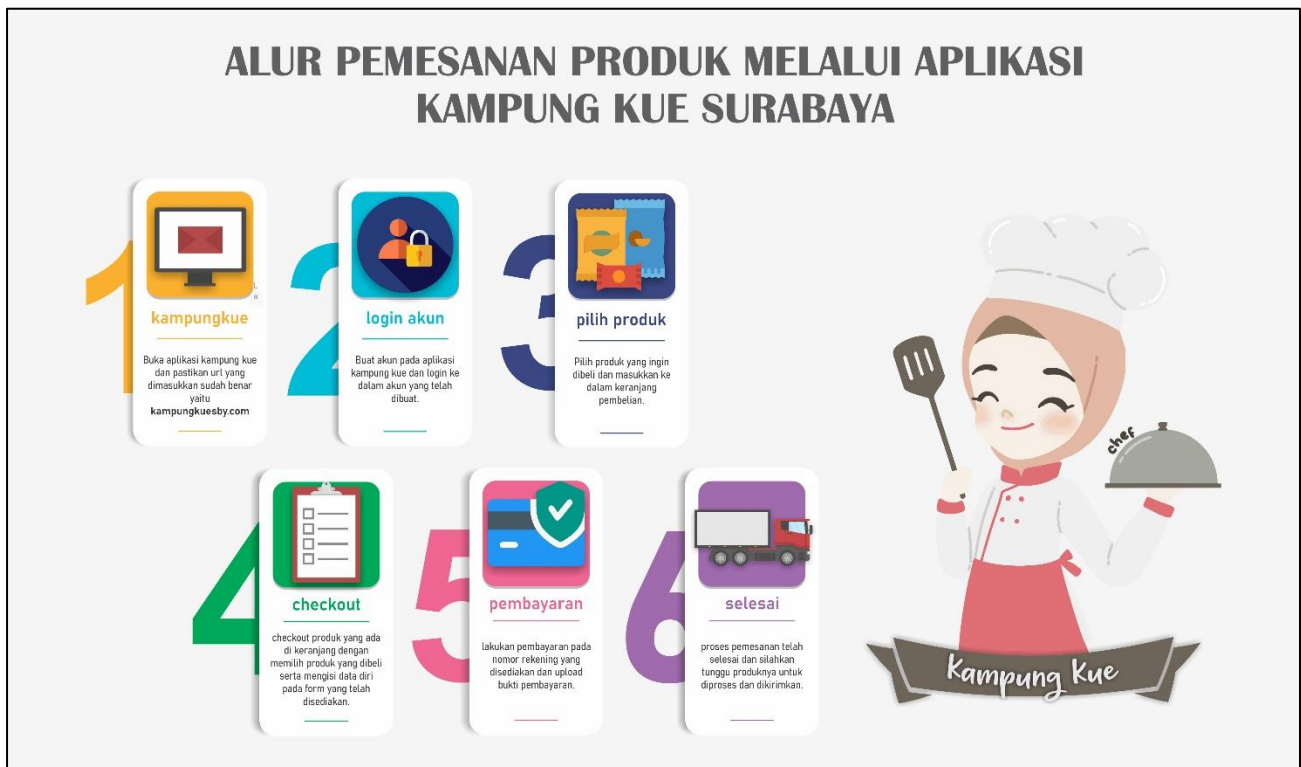 ALUR PEMESANAN PRODUK MELALUI APLIKASI
KAMPUNG KUE SURABAYA
1
kampungkue
Buka aplikasi kampung kue
dan pastikan url yang
dimasukkan sudah benar
yaitu
kampungkuesby.com
2
login akun
Buat akun pada aplikasi
kampung kue dan login ke
dalam akun yang telah
dibuat.
3
pilih produk
Pilih produk yang ingin
dibeli dan masukkan ke
dalam keranjang
pembelian.
4
checkout
checkout produk yang ada
di keranjang dengan
memilih produk yang dibeli
serta mengisi data diri
pada form yang telah
disediakan.
5
pembayaran
lakukan pembayaran pada
nomor rekening yang
disediakan dan upload
bukti pembayaran.
6
selesai
proses pemesanan telah
selesai dan silahkan
tunggu produknya untuk
diproses dan dikirimkan.
chef
Kampung Kue